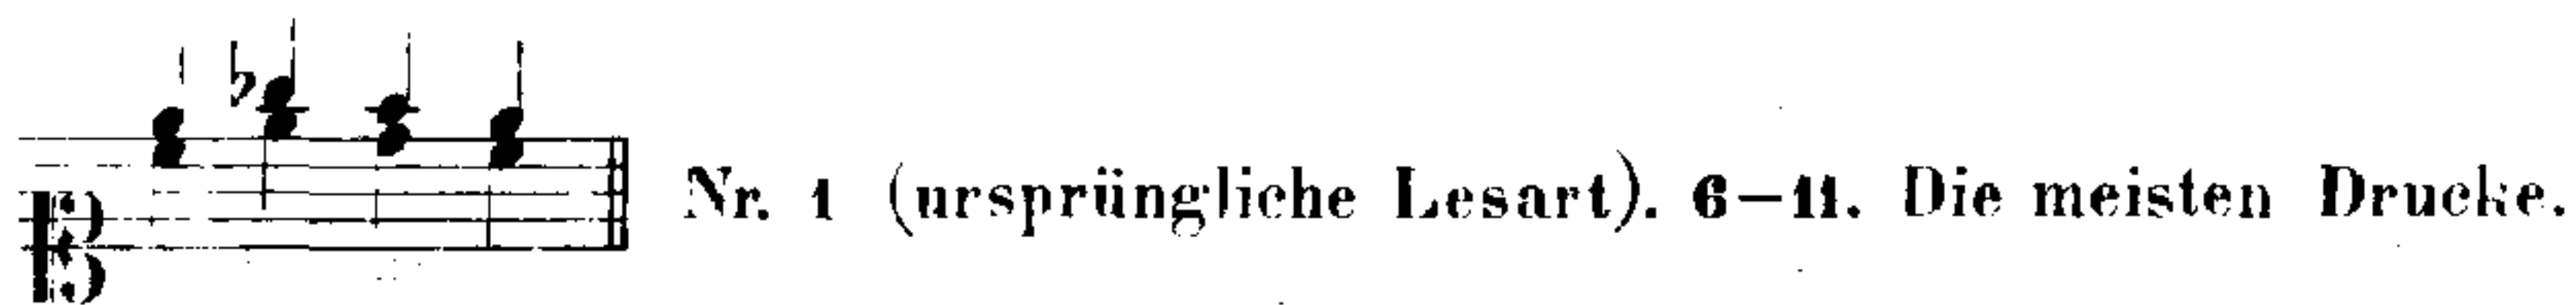 Nr. 1 (ursprüngliche Lesart). 6–11. Die meisten Drucke.